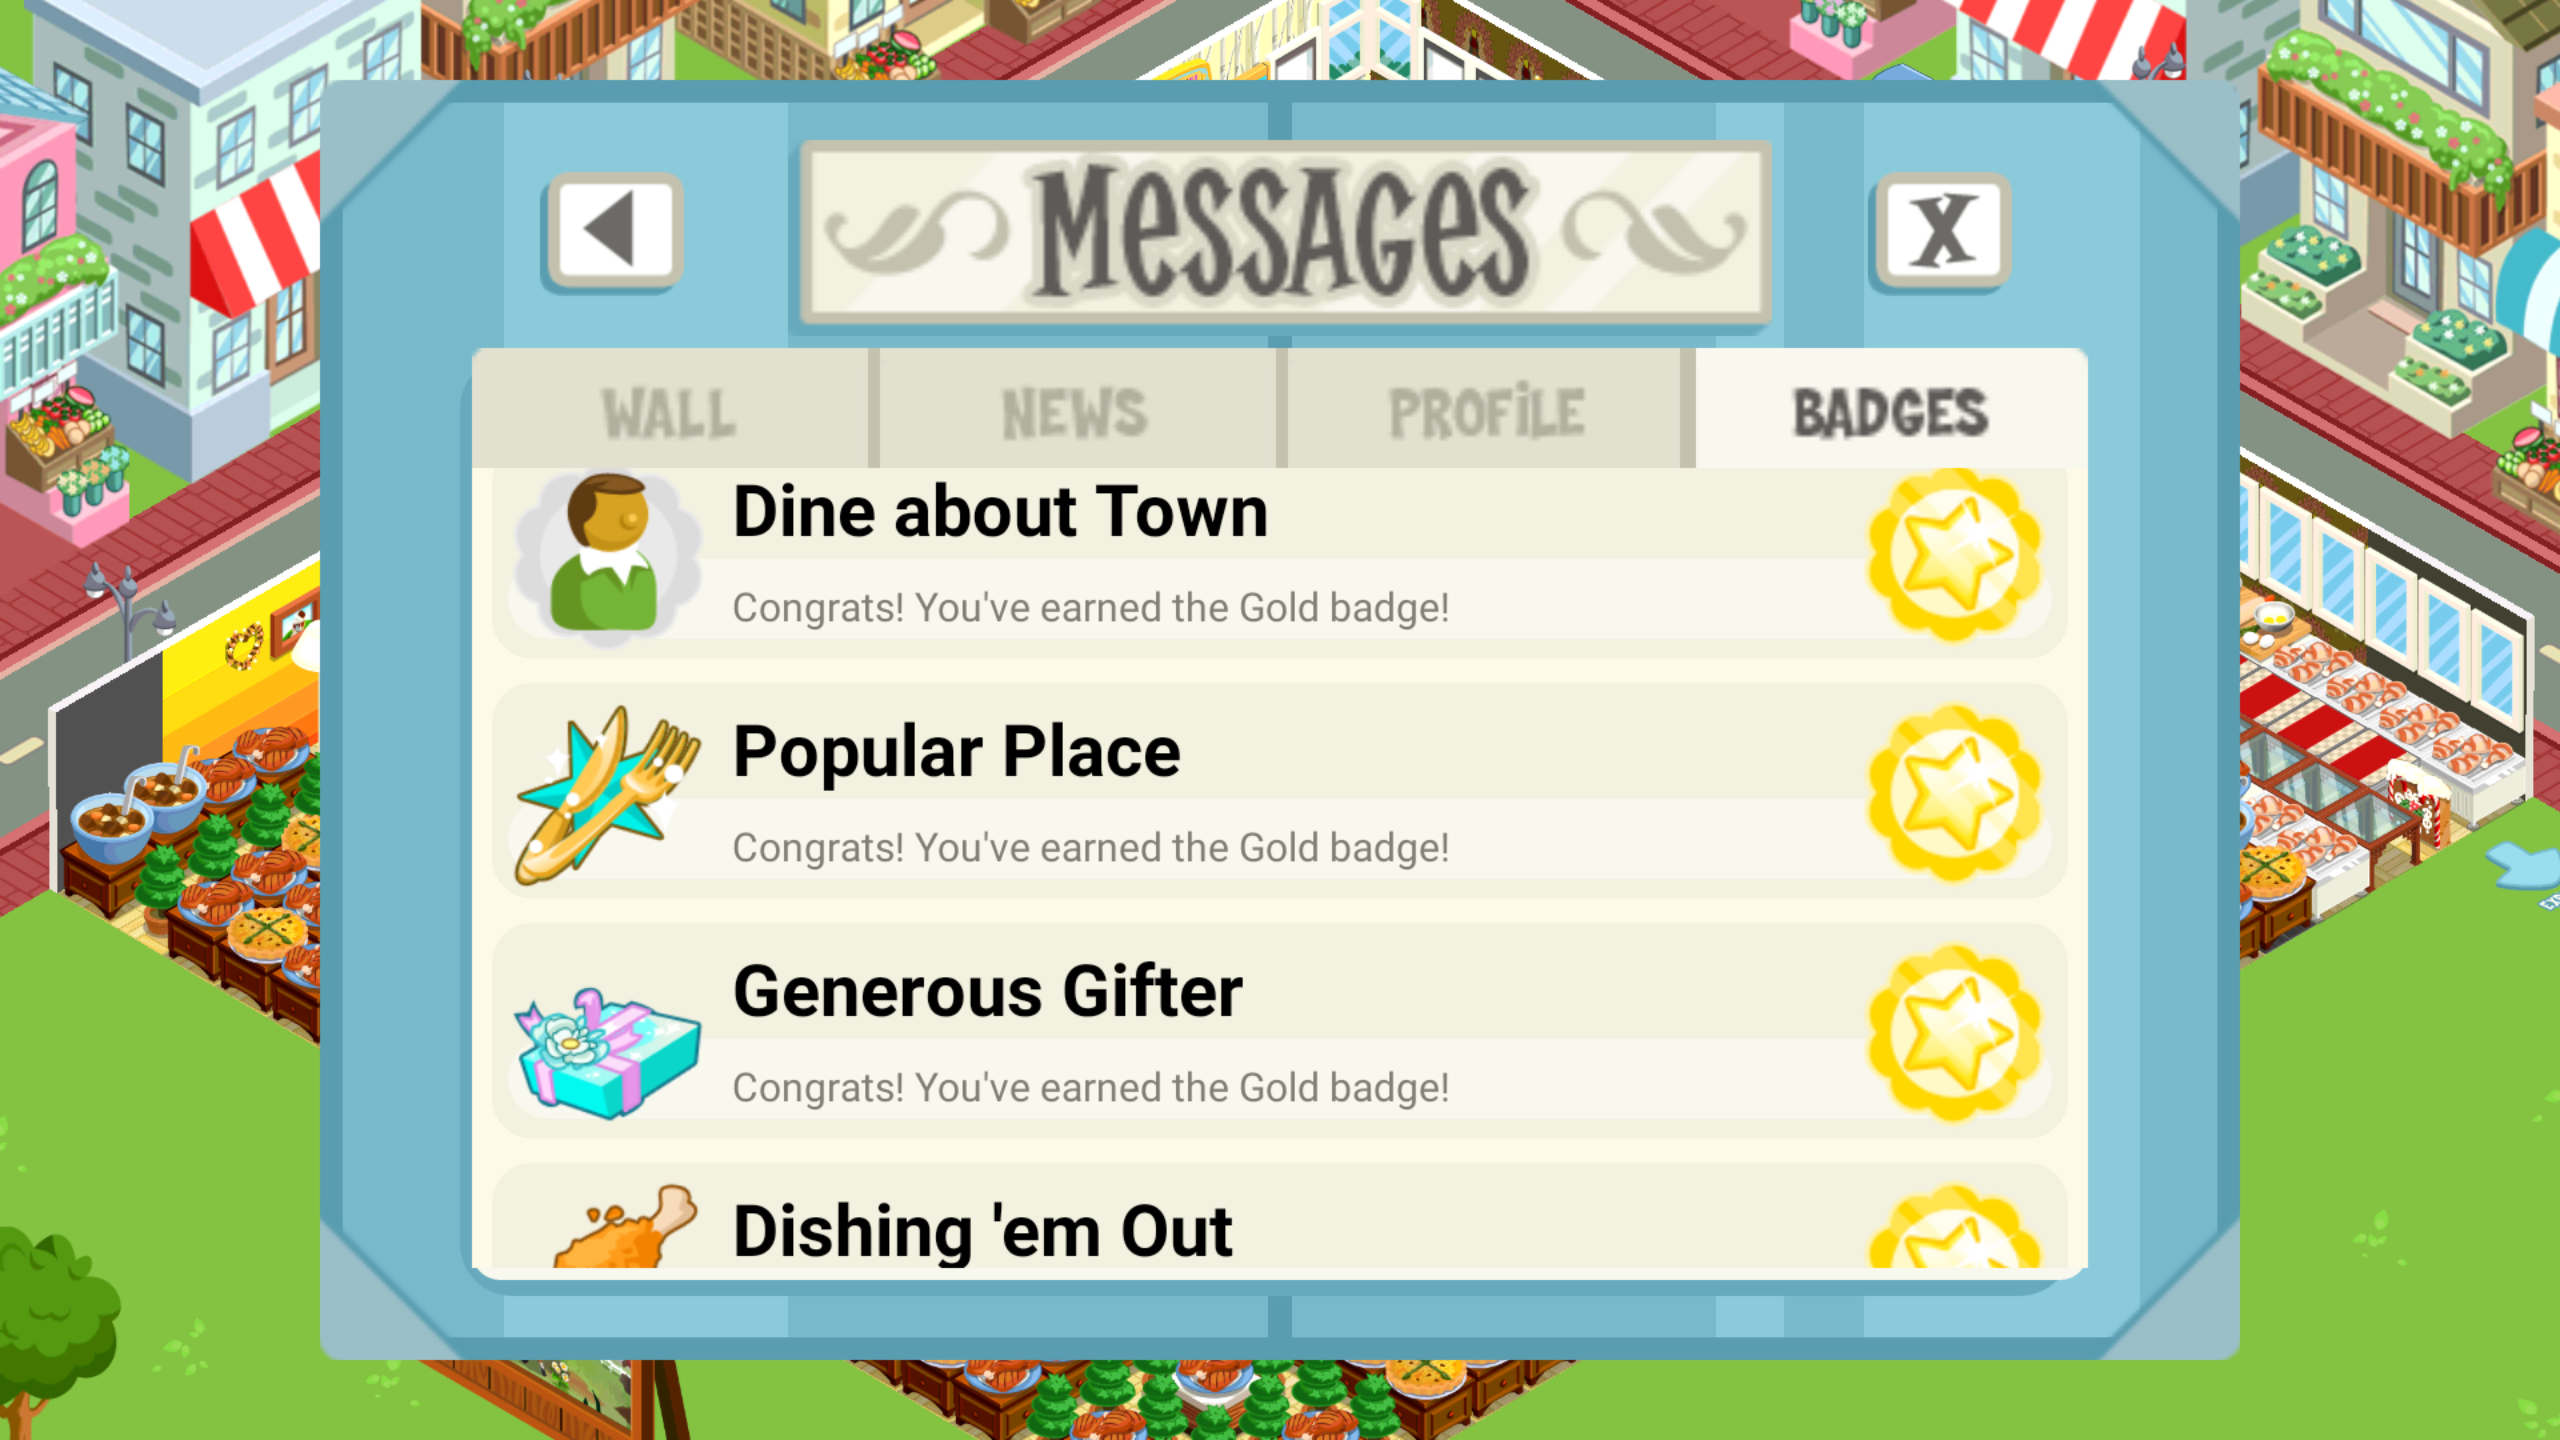 MESSAGES
X
WALL
NEWS
PROFILE
BADGES
Dine about Town
Congrats! You've earned the Gold badge!
Popular Place
Congrats! You've earned the Gold badge!
Generous Gifter
Congrats! You've earned the Gold badge!
Dishing 'em Out